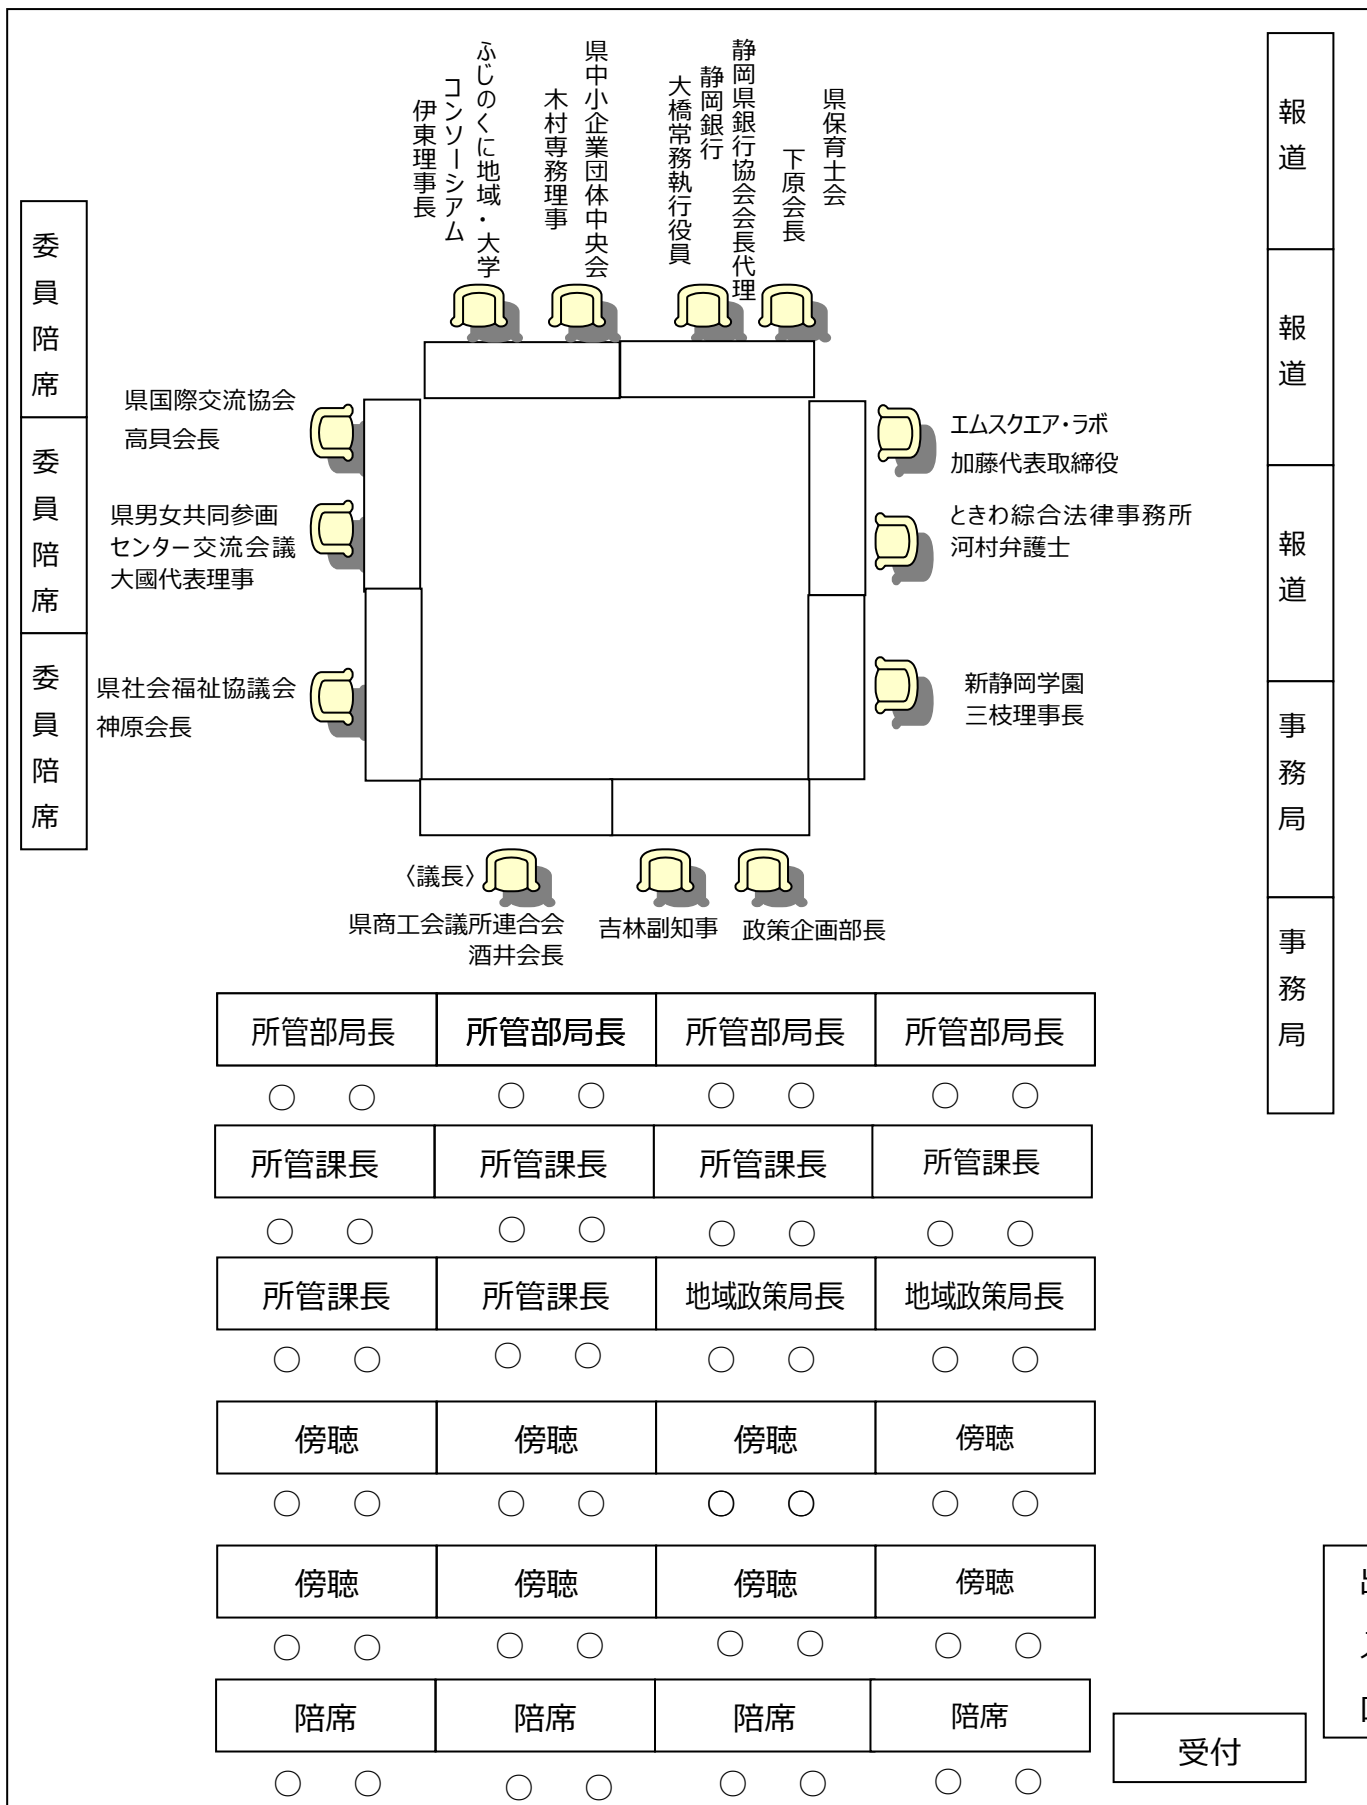 ふじのくに地域・大学
コンソーシアム
伊東理事長
県中小企業団体中央会
木村専務理事
静岡県銀行協会会長代理
静岡銀行
大橋常務執行役員
県保育士会
下原会長
報道
報道
報道
事務局
事務局
委員陪席
委員陪席
委員陪席
県国際交流協会
高貝会長
県男女共同参画
センター交流会議
大國代表理事
県社会福祉協議会
神原会長
エムスクエア・ラボ
加藤代表取締役
ときわ綜合法律事務所
河村弁護士
新静岡学園
三枝理事長
〈議長〉
県商工会議所連合会
酒井会長
吉林副知事
政策企画部長
所管部局長 所管部局長 所管部局長 所管部局長
○ ○ ○ ○ ○ ○ ○ ○
所管課長 所管課長 所管課長 所管課長
○ ○ ○ ○ ○ ○ ○ ○
所管課長 所管課長 地域政策局長 地域政策局長
○ ○ ○ ○ ○ ○ ○ ○
傍聴 傍聴 傍聴 傍聴
○ ○ ○ ○ ○ ○ ○ ○
傍聴 傍聴 傍聴 傍聴
○ ○ ○ ○ ○ ○ ○ ○
陪席 陪席 陪席 陪席
○ ○ ○ ○ ○ ○ ○ ○
受付